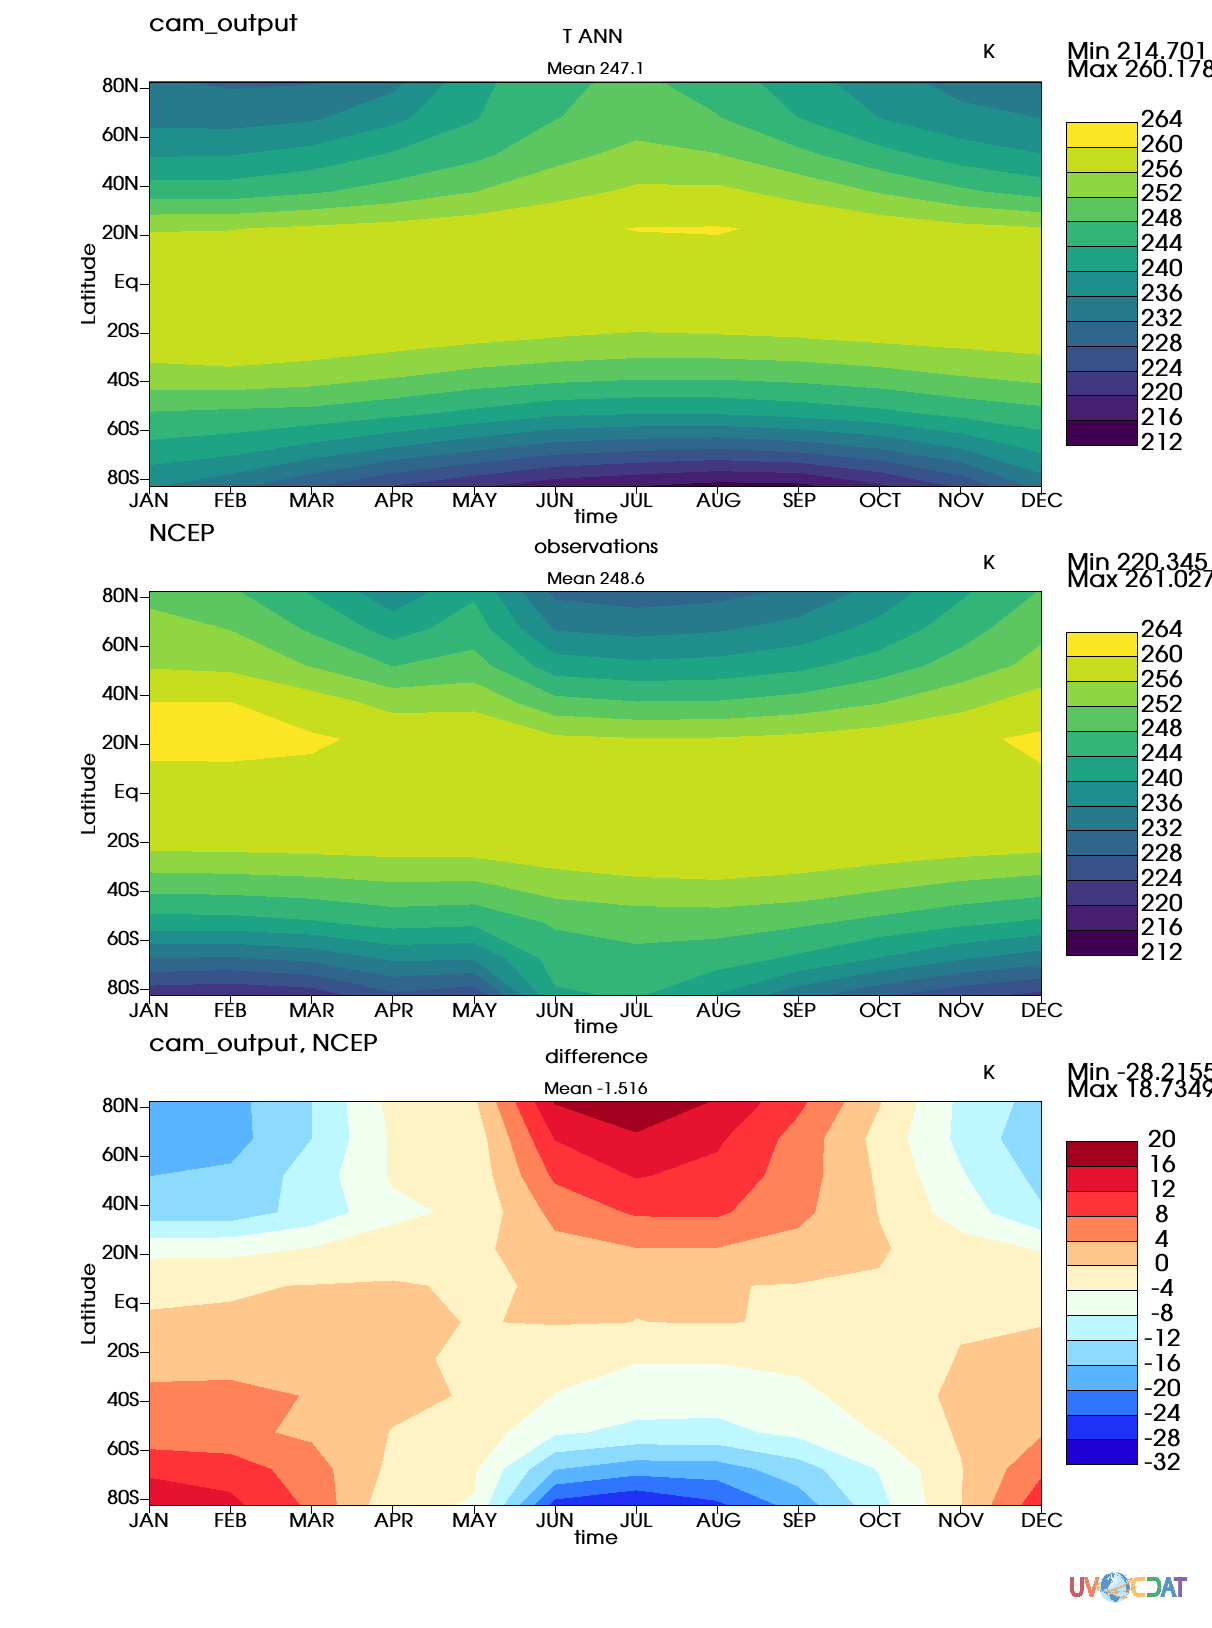 cam_output
T ANN
K
Min 214.701
Mean 247.1
Max 260.178
80N
60N
40N
20N
Eq
20S
40S
60S
80S
Latitude
264
260
256
252
248
244
240
236
232
228
224
220
216
212
JAN FEB MAR APR MAY JUN JUL AUG SEP OCT NOV DEC
time
NCEP
observations
K
Min 220.345
Mean 248.6
Max 261.027
80N
60N
40N
20N
Eq
20S
40S
60S
80S
Latitude
264
260
256
252
248
244
240
236
232
228
224
220
216
212
JAN FEB MAR APR MAY JUN JUL AUG SEP OCT NOV DEC
time
cam_output, NCEP
difference
K
Min -28.2155
Mean -1.516
Max 18.7349
80N
60N
40N
20N
Eq
20S
40S
60S
80S
Latitude
20
16
12
8
4
0
-4
-8
-12
-16
-20
-24
-28
-32
JAN FEB MAR APR MAY JUN JUL AUG SEP OCT NOV DEC
time
UV CDAT